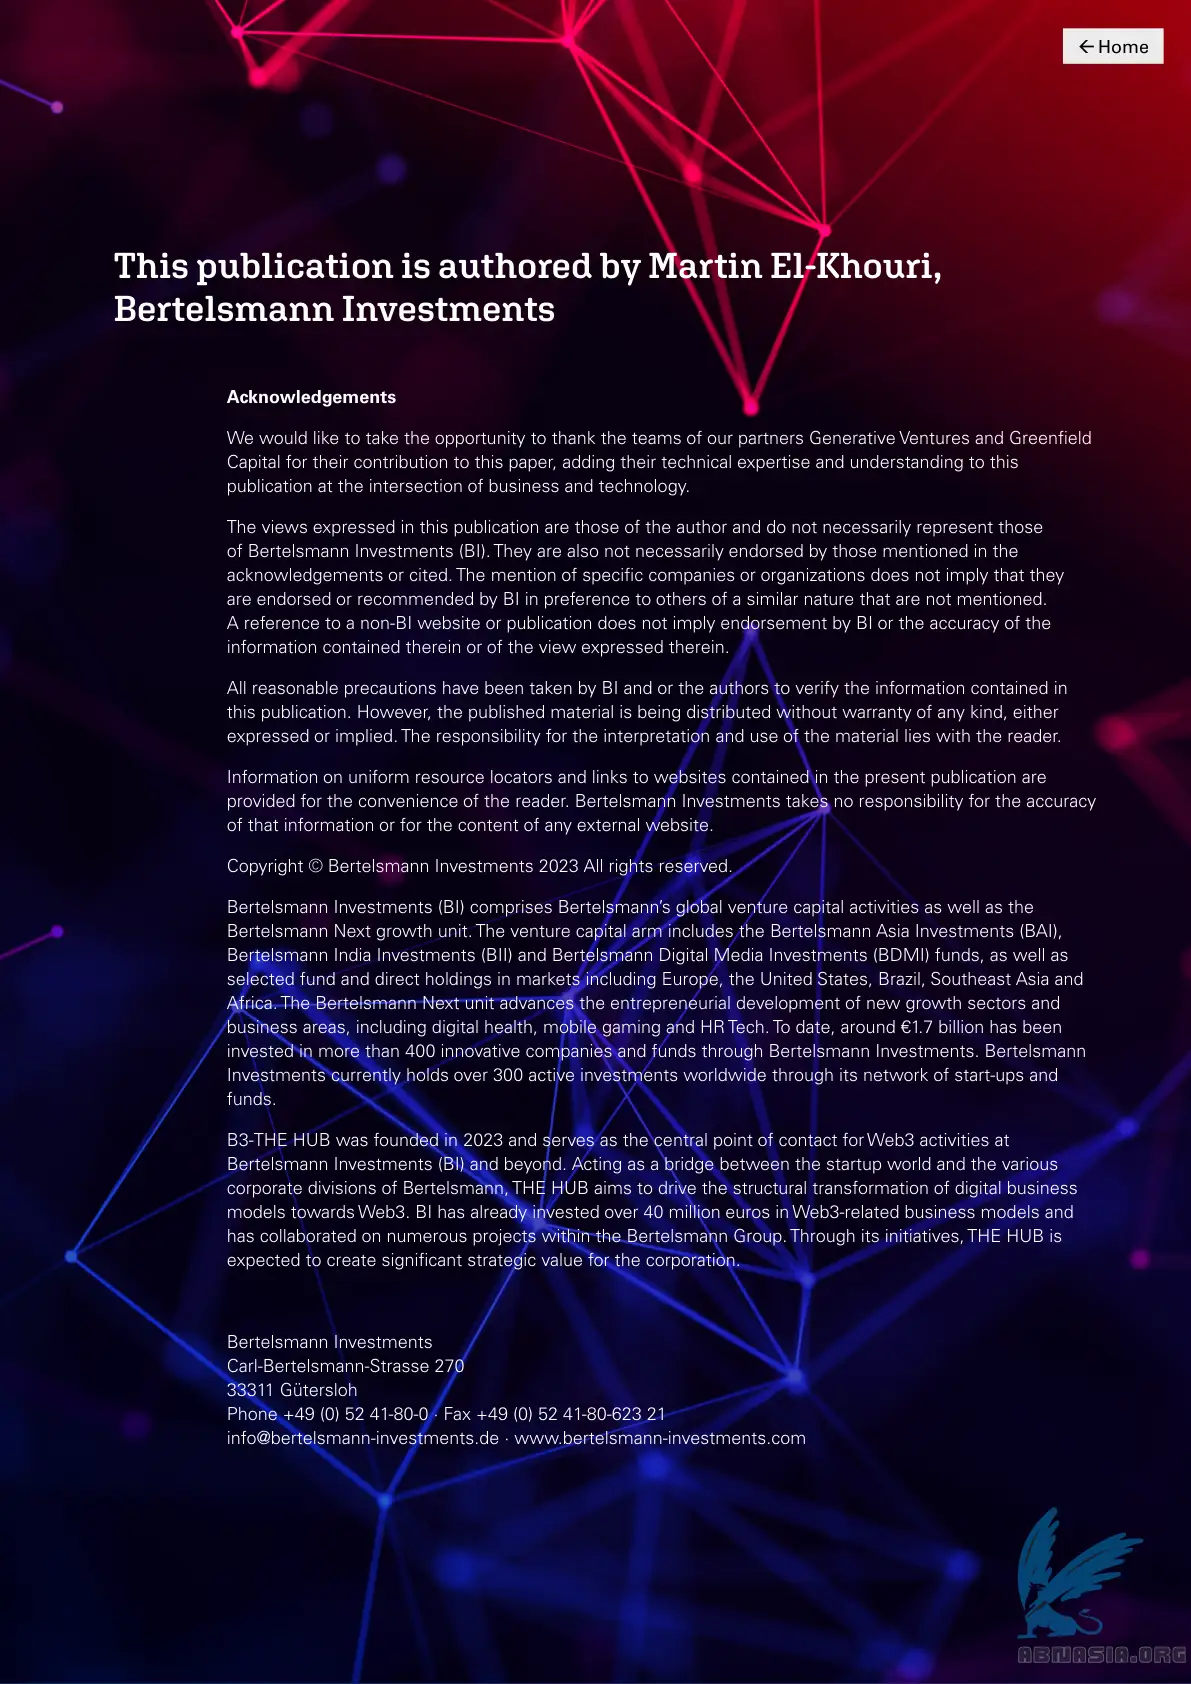 ← Home
This publication is authored by Martin El-Khouri,
Bertelsmann Investments
Acknowledgements
We would like to take the opportunity to thank the teams of our partners Generative Ventures and Greenfield
Capital for their contribution to this paper, adding their technical expertise and understanding to this
publication at the intersection of business and technology.
The views expressed in this publication are those of the author and do not necessarily represent those
of Bertelsmann Investments (BI). They are also not necessarily endorsed by those mentioned in the
acknowledgements or cited. The mention of specific companies or organizations does not imply that they
are endorsed or recommended by BI in preference to others of a similar nature that are not mentioned.
A reference to a non-BI website or publication does not imply endorsement by BI or the accuracy of the
information contained therein or of the view expressed therein.
All reasonable precautions have been taken by BI and or the authors to verify the information contained in
this publication. However, the published material is being distributed without warranty of any kind, either
expressed or implied. The responsibility for the interpretation and use of the material lies with the reader.
Information on uniform resource locators and links to websites contained in the present publication are
provided for the convenience of the reader. Bertelsmann Investments takes no responsibility for the accuracy
of that information or for the content of any external website.
Copyright © Bertelsmann Investments 2023 All rights reserved.
Bertelsmann Investments (BI) comprises Bertelsmann's global venture capital activities as well as the
Bertelsmann Next growth unit. The venture capital arm includes the Bertelsmann Asia Investments (BAI),
Bertelsmann India Investments (BII) and Bertelsmann Digital Media Investments (BDMI) funds, as well as
selected fund and direct holdings in markets including Europe, the United States, Brazil, Southeast Asia and
Africa. The Bertelsmann Next unit advances the entrepreneurial development of new growth sectors and
business areas, including digital health, mobile gaming and HR Tech. To date, around €1.7 billion has been
invested in more than 400 innovative companies and funds through Bertelsmann Investments. Bertelsmann
Investments currently holds over 300 active investments worldwide through its network of start-ups and
funds.
B3-THE HUB was founded in 2023 and serves as the central point of contact for Web3 activities at
Bertelsmann Investments (BI) and beyond. Acting as a bridge between the startup world and the various
corporate divisions of Bertelsmann, THE HUB aims to drive the structural transformation of digital business
models towards Web3. BI has already invested over 40 million euros in Web3-related business models and
has collaborated on numerous projects within the Bertelsmann Group. Through its initiatives, THE HUB is
expected to create significant strategic value for the corporation.
Bertelsmann Investments
Carl-Bertelsmann-Strasse 270
33311 Gütersloh
Phone +49 (0) 52 41-80-0 · Fax +49 (0) 52 41-80-623 21
info@bertelsmann-investments.de · www.bertelsmann-investments.com
ABNASIA.ORG